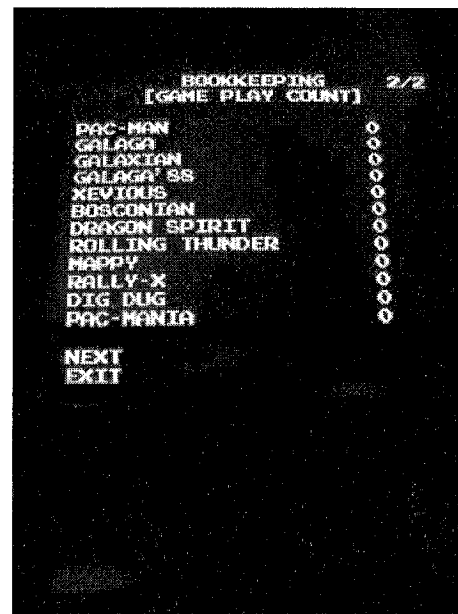 BOOKKEEPING 2/2
[GAME PLAY COUNT]
PAC-MAN 0
GALAGA 0
GALAXIAN 0
GALAGA'88 0
XEVIOUS 0
BOSCONIAN 0
DRAGON SPIRIT 0
ROLLING THUNDER 0
MAPPY 0
RALLY-X 0
DIG DUG 0
PAC-MANIA 0
NEXT
EXIT